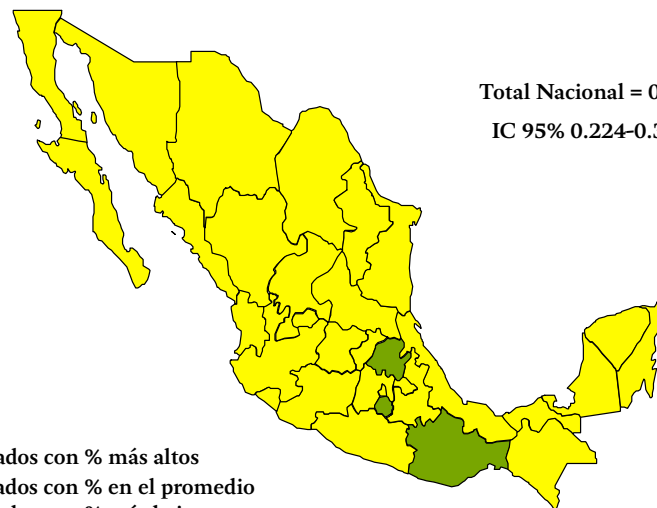 Total Nacional = 0
IC 95% 0.224-0.
ados con % más altos
ados con % en el promedio